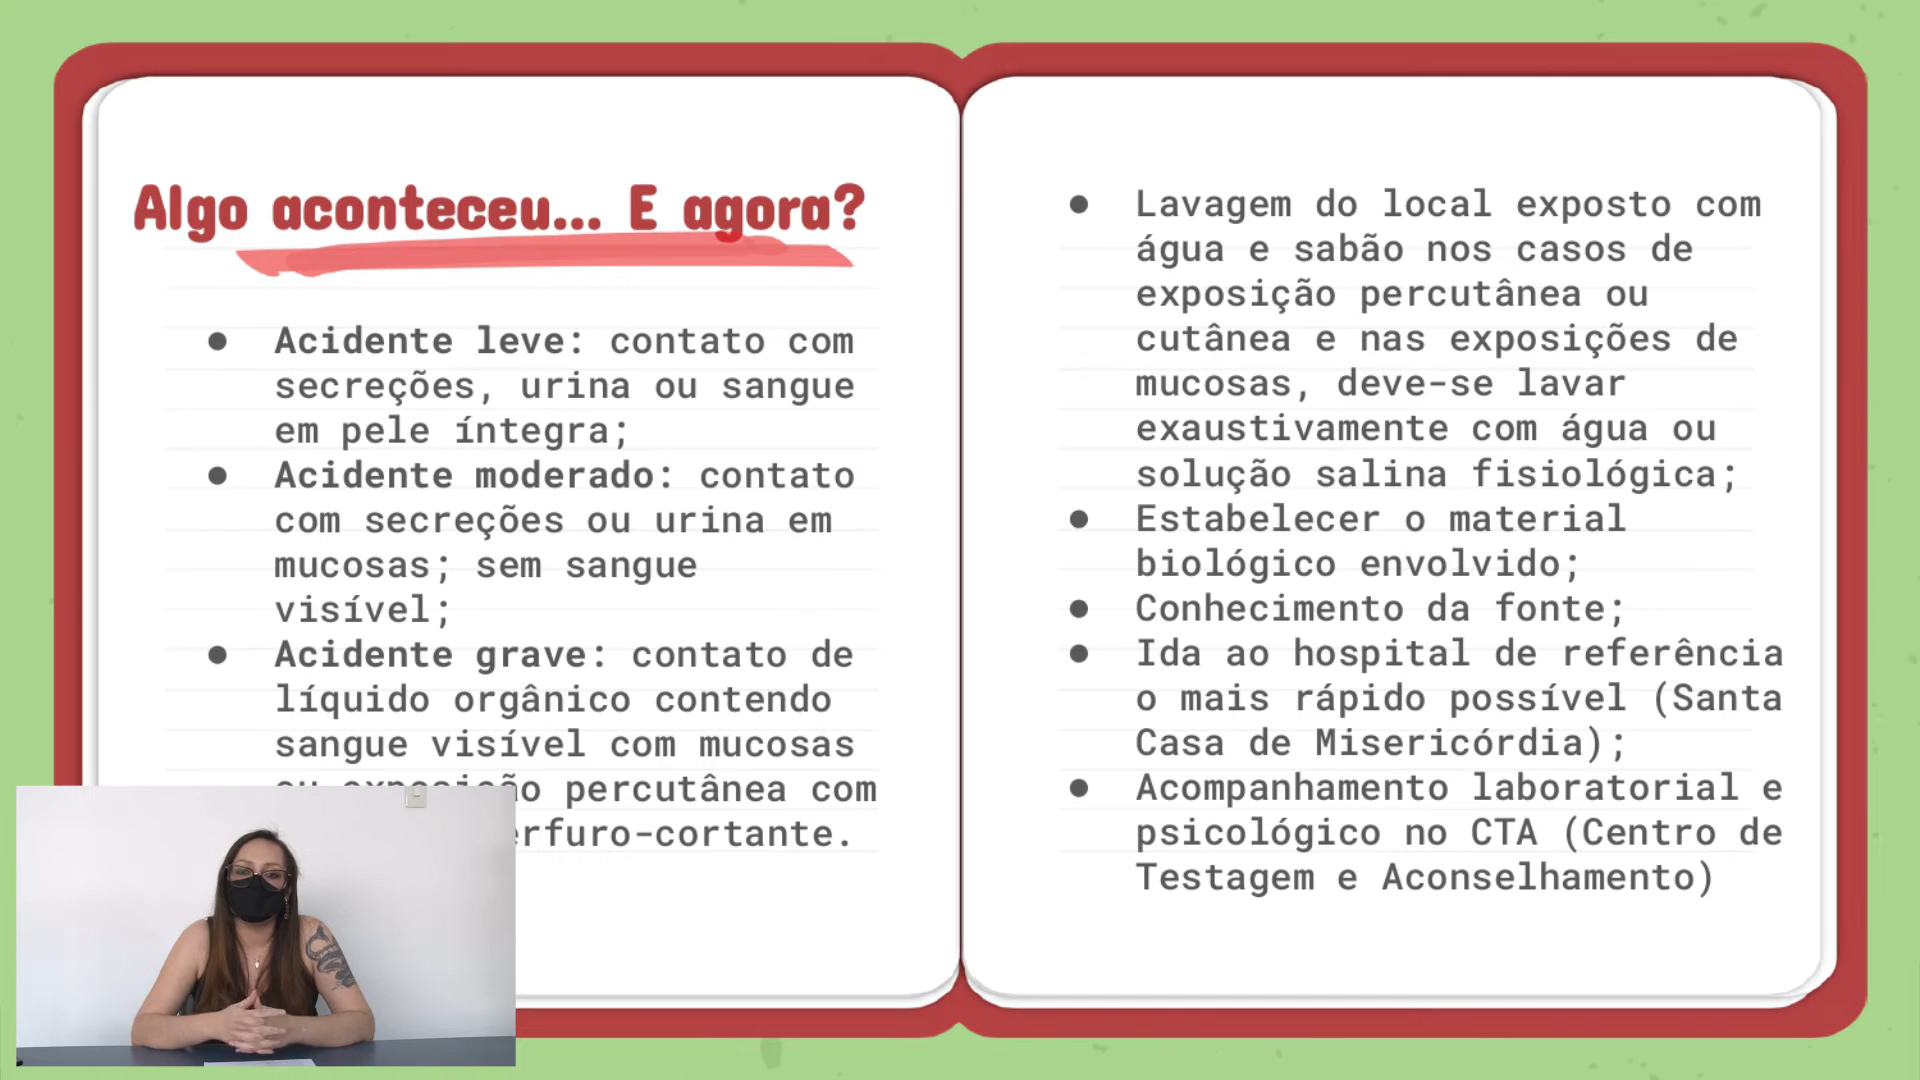 Algo aconteceu... E agora?
● Acidente leve: contato com
secreções, urina ou sangue
em pele íntegra;
● Acidente moderado: contato
com secreções ou urina em
mucosas; sem sangue
visível;
● Acidente grave: contato de
líquido orgânico contendo
sangue visível com mucosas
ou exposição percutânea com
erfuro-cortante.
● Lavagem do local exposto com
água e sabão nos casos de
exposição percutânea ou
cutânea e nas exposições de
mucosas, deve-se lavar
exaustivamente com água ou
solução salina fisiológica;
● Estabelecer o material
biológico envolvido;
● Conhecimento da fonte;
● Ida ao hospital de referência
o mais rápido possível (Santa
Casa de Misericórdia);
● Acompanhamento laboratorial e
psicológico no CTA (Centro de
Testagem e Aconselhamento)